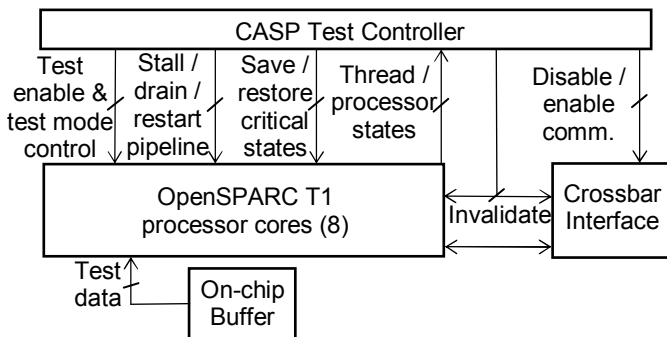 CASP Test Controller
Test
enable &
test mode
control
Stall /
drain /
restart
pipeline
Save /
restore
critical
states
Thread /
processor
states
Disable /
enable
comm.
OpenSPARC T1
processor cores (8)
Invalidate
Crossbar
Interface
Test
data
On-chip
Buffer